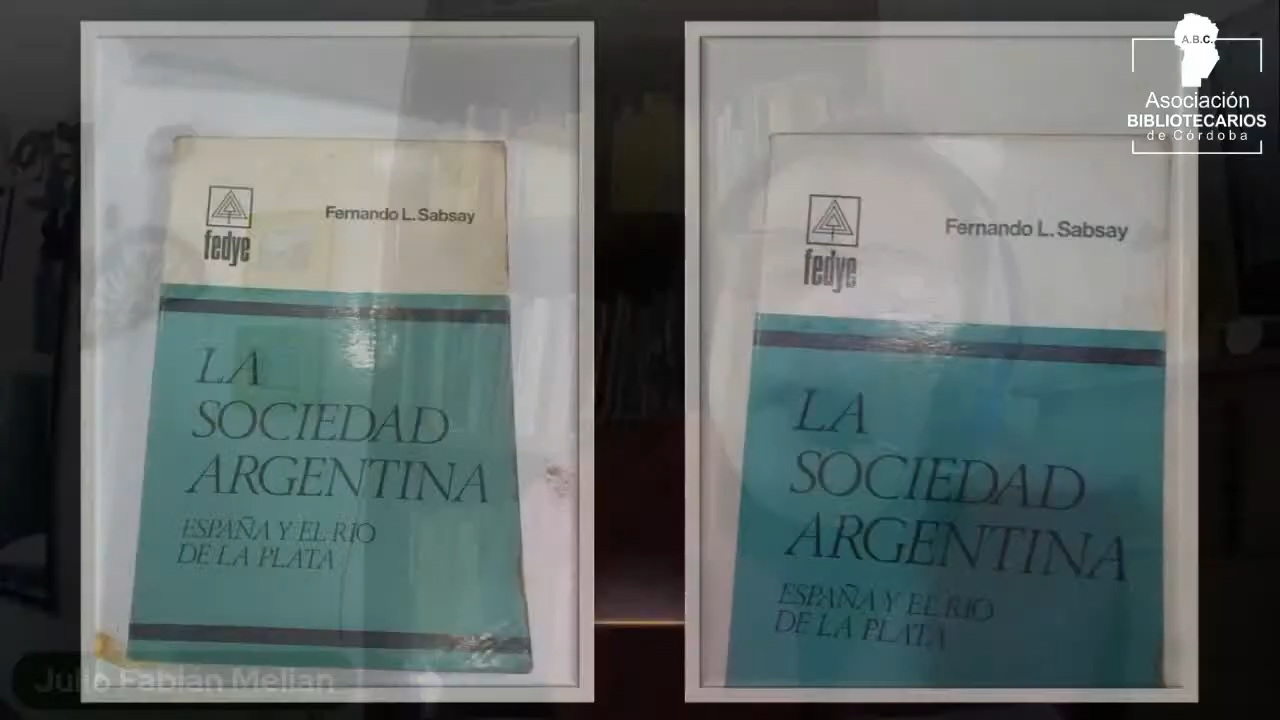 fedye
Fernando L. Sabsay
LA
SOCIEDAD
ARGENTINA
ESPAÑA Y EL RIO
DE LA PLATA
fedye
Fernando L. Sabsay
LA
SOCIEDAD
ARGENTINA
ESPAÑA Y EL RIO
DE LA PLATA
A.B.C.
Asociación
BIBLIOTECARIOS
de Córdoba
Julio Fabian Melian